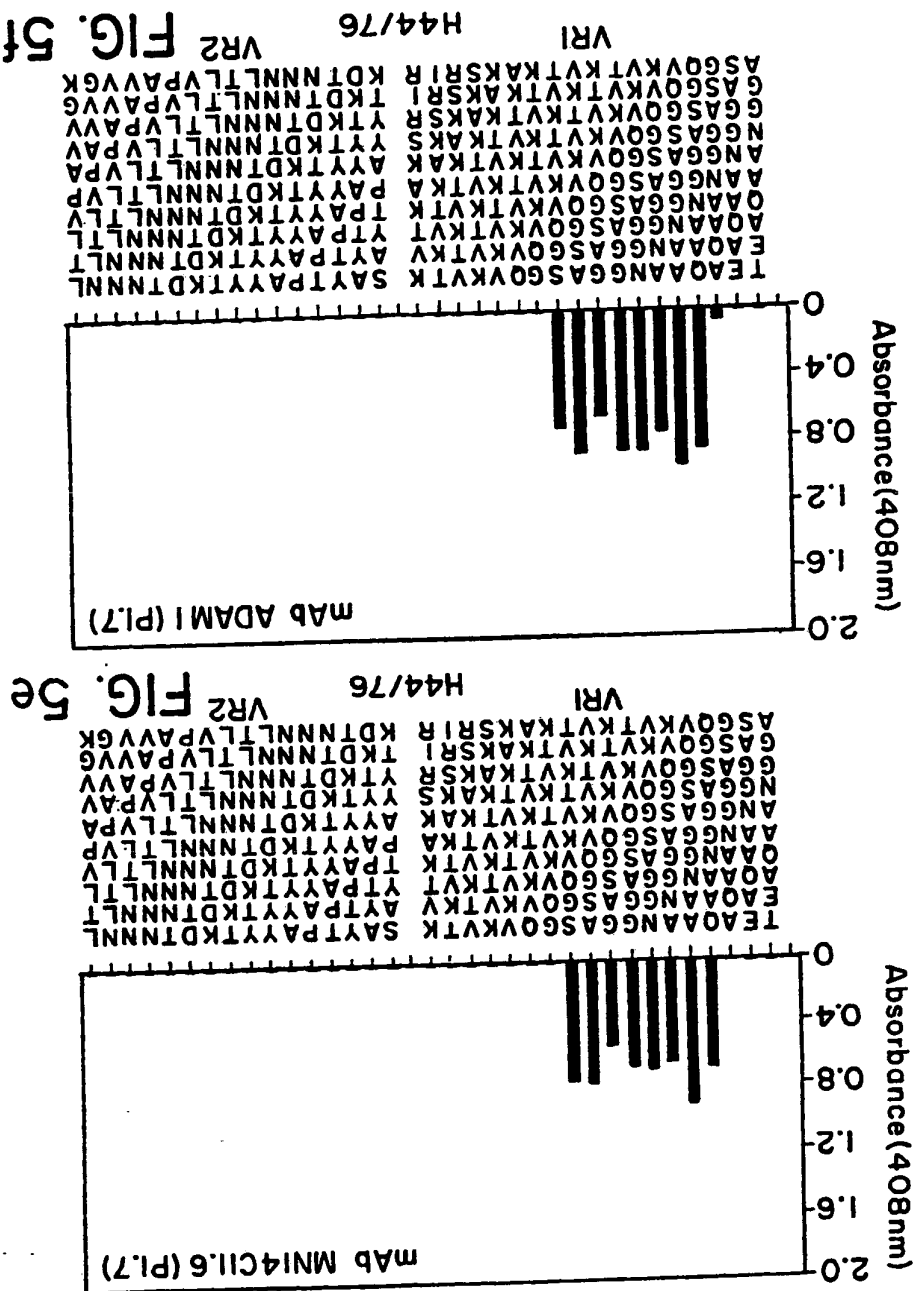 mAb MN14C11.6 (P1.7)
Absorbance(408nm)
2.0
1.6
1.2
0.8
0.4
0
TEAQAANGGASGQVKVTK SAYTPAYYTKDTNNNL
EAQAANGGASGQVKVTKV AYTPAYYTKDTNNNLT
AQAANGGASGQVKVTKVT YTPAYYTKDTNNNLTL
QAANGGASGQVKVTKVTK TPAYYTKDTNNNLTLV
AANGGASGQVKVTKVTKA PAYYTKDTNNNLTLVP
ANGGASGQVKVTKVTKAK AYYTKDTNNNLTLVPA
NGGASGQVKVTKVTKAKS YYTKDTNNNLTLVPAV
GGASGQVKVTKVTKAKSR YTKDTNNNLTLVPAVV
GASGQVKVTKVTKAKSRI TKDTNNNLTLVPAVVG
ASGQVKVTKVTKAKSRIR KDTNNNLTLVPAVVGK
VR1 H44/76 VR2 FIG. 5e
mAb ADAM1 (P1.7)
Absorbance(408nm)
2.0
1.6
1.2
0.8
0.4
0
TEAQAANGGASGQVKVTK SAYTPAYYTKDTNNNL
EAQAANGGASGQVKVTKV AYTPAYYTKDTNNNLT
AQAANGGASGQVKVTKVT YTPAYYTKDTNNNLTL
QAANGGASGQVKVTKVTK TPAYYTKDTNNNLTLV
AANGGASGQVKVTKVTKA PAYYTKDTNNNLTLVP
ANGGASGQVKVTKVTKAK AYYTKDTNNNLTLVPA
NGGASGQVKVTKVTKAKS YYTKDTNNNLTLVPAV
GGASGQVKVTKVTKAKSR YTKDTNNNLTLVPAVV
GASGQVKVTKVTKAKSRI TKDTNNNLTLVPAVVG
ASGQVKVTKVTKAKSRIR KDTNNNLTLVPAVVGK
VR1 H44/76 VR2 FIG. 5f